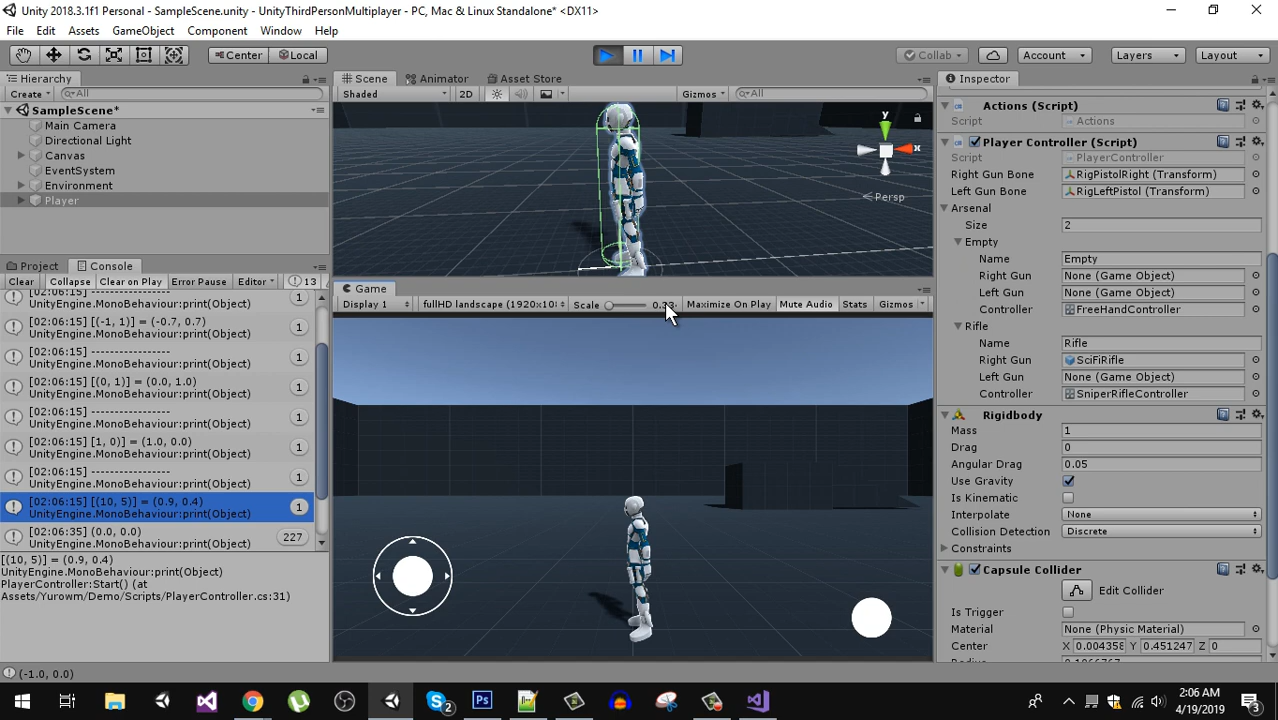 Unity 2018.3.1f1 Personal - SampleScene.unity - UnityThirdPersonMultiplayer - PC, Mac & Linux Standalone* <DX11>
File Edit Assets GameObject Component Window Help
Center Local Collab Account Layers Layout
Hierarchy
Create All
SampleScene*
Main Camera
Directional Light
Canvas
EventSystem
Environment
Player
Project Console
Clear Collapse Clear on Play Error Pause Editor 13
UnityEngine.MonoBehaviour:print(Object) 1
[02:06:15] [(-1, 1)] = (-0.7, 0.7)
UnityEngine.MonoBehaviour:print(Object) 1
[02:06:15] ----------------
UnityEngine.MonoBehaviour:print(Object) 1
[02:06:15] [(0, 1)] = (0.0, 1.0)
UnityEngine.MonoBehaviour:print(Object) 1
[02:06:15] ----------------
UnityEngine.MonoBehaviour:print(Object) 1
[02:06:15] [1, 0)] = (1.0, 0.0)
UnityEngine.MonoBehaviour:print(Object) 1
[02:06:15] ----------------
UnityEngine.MonoBehaviour:print(Object) 1
[02:06:15] [(10, 5)] = (0.9, 0.4)
UnityEngine.MonoBehaviour:print(Object) 1
[02:06:35] (0.0, 0.0)
UnityEngine.MonoBehaviour:print(Object) 227
[(10, 5)] = (0.9, 0.4)
UnityEngine.MonoBehaviour:print(Object)
PlayerController:Start() (at
Assets/Yurowm/Demo/Scripts/PlayerController.cs:31)
(-1.0, 0.0)
Scene Animator Asset Store
Shaded 2D Gizmos All
y
x
Persp
Game
Display 1 fullHD landscape (1920x108 Scale Maximize On Play Mute Audio Stats Gizmos
Inspector
Actions (Script)
Script Actions
Player Controller (Script)
Script PlayerController
Right Gun Bone RigPistolRight (Transform)
Left Gun Bone RigLeftPistol (Transform)
Arsenal
Size 2
Empty
Name Empty
Right Gun None (Game Object)
Left Gun None (Game Object)
Controller FreeHandController
Rifle
Name Rifle
Right Gun SciFiRifle
Left Gun None (Game Object)
Controller SniperRifleController
Rigidbody
Mass 1
Drag 0
Angular Drag 0.05
Use Gravity
Is Kinematic
Interpolate None
Collision Detection Discrete
Constraints
Capsule Collider
Edit Collider
Is Trigger
Material None (Physic Material)
Center X 0.004358 Y 0.451247 Z 0
2
2:06 AM
4/19/2019
3